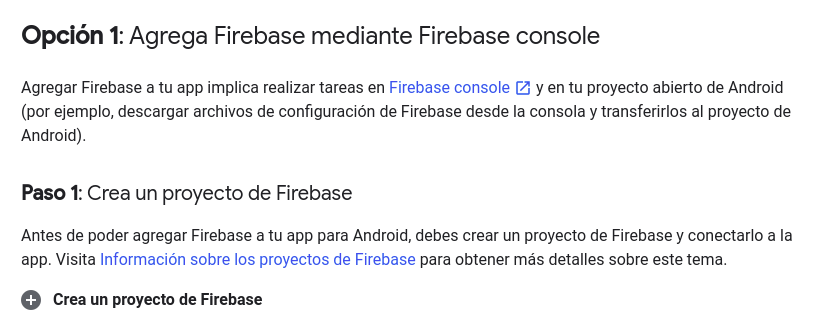 Opción 1: Agrega Firebase mediante Firebase console
Agregar Firebase a tu app implica realizar tareas en Firebase console y en tu proyecto abierto de Android
(por ejemplo, descargar archivos de configuración de Firebase desde la consola y transferirlos al proyecto de
Android).
Paso 1: Crea un proyecto de Firebase
Antes de poder agregar Firebase a tu app para Android, debes crear un proyecto de Firebase y conectarlo a la
app. Visita Información sobre los proyectos de Firebase para obtener más detalles sobre este tema.
Crea un proyecto de Firebase